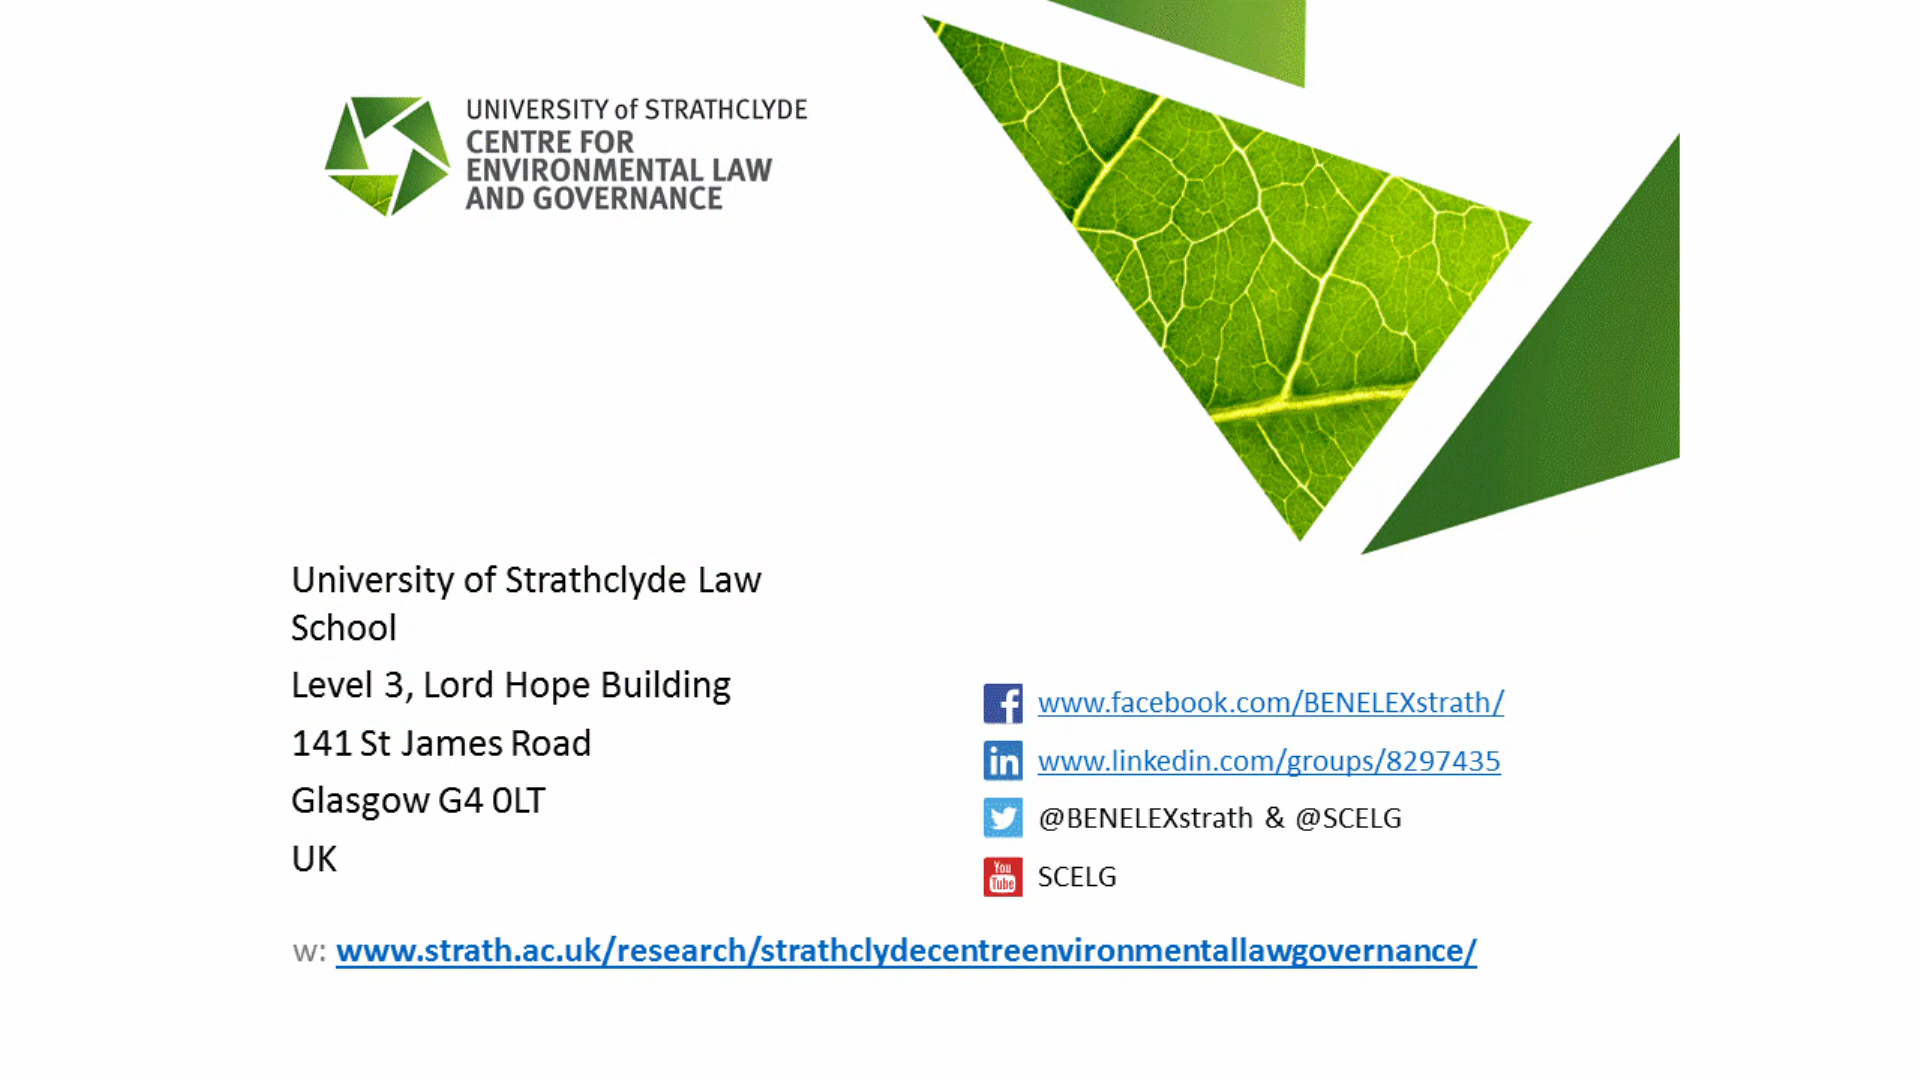 UNIVERSITY of STRATHCLYDE
CENTRE FOR
ENVIRONMENTAL LAW
AND GOVERNANCE
University of Strathclyde Law
School
Level 3, Lord Hope Building
141 St James Road
Glasgow G4 0LT
UK
www.facebook.com/BENELEXstrath/
www.linkedin.com/groups/8297435
@BENELEXstrath & @SCELG
You
Tube
SCELG
w: www.strath.ac.uk/research/strathclydecentreenvironmentallawgovernance/